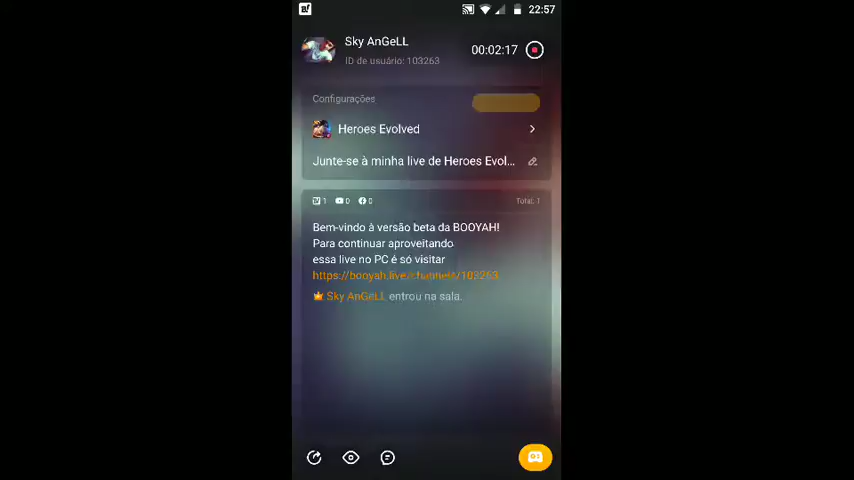 22:57
Sky AnGeLL
00:02:17
ID de usuário: 103263
Configurações
Heroes Evolved
Junte-se à minha live de Heroes Evol...
1 0 0 Total: 1
Bem-vindo à versão beta da BOOYAH!
Para continuar aproveitando
essa live no PC é só visitar
https://booyah.live/channels/103263
Sky AnGeLL entrou na sala.